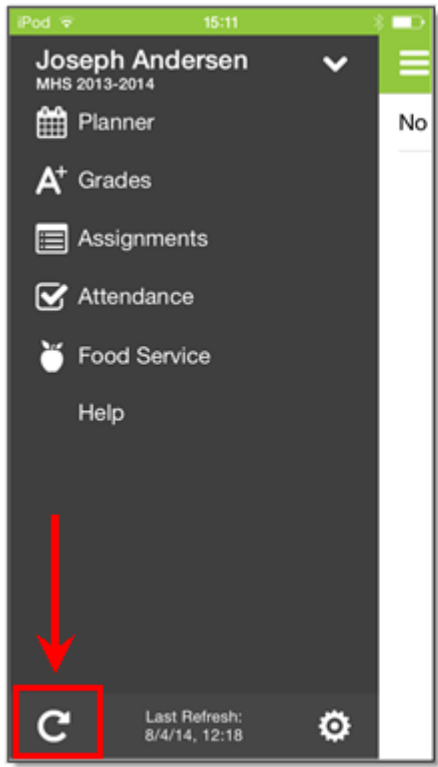 iPod 15:11
Joseph Andersen
MHS 2013-2014
Planner
No
A+ Grades
Assignments
Attendance
Food Service
Help
Last Refresh:
8/4/14, 12:18